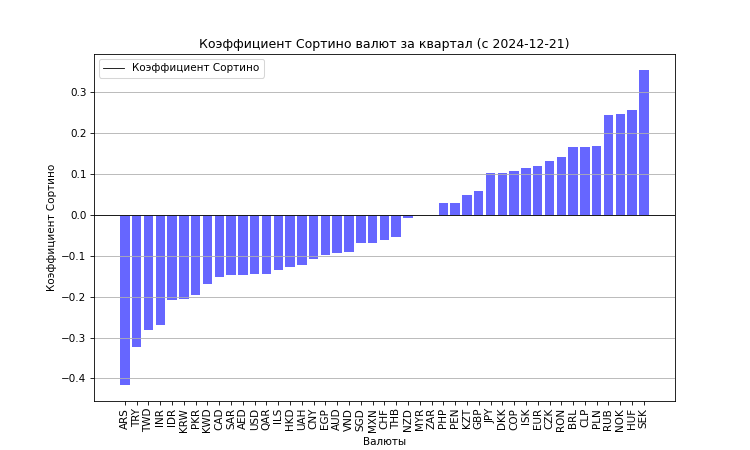 Коэффициент Сортино валют за квартал (с 2024-12-21)
Коэффициент Сортино
0.3
0.2
0.1
0.0
−0.1
−0.2
−0.3
−0.4
Коэффициент Сортино
ARS TRY TWD INR IDR KRW PKR KWD CAD SAR AED USD QAR ILS HKD UAH CNY EGP AUD VND SGD MXN CHF THB NZD MYR ZAR PHP PEN KZT GBP JPY DKK COP ISK EUR CZK RON BRL CLP PLN RUB NOK HUF SEK
Валюты